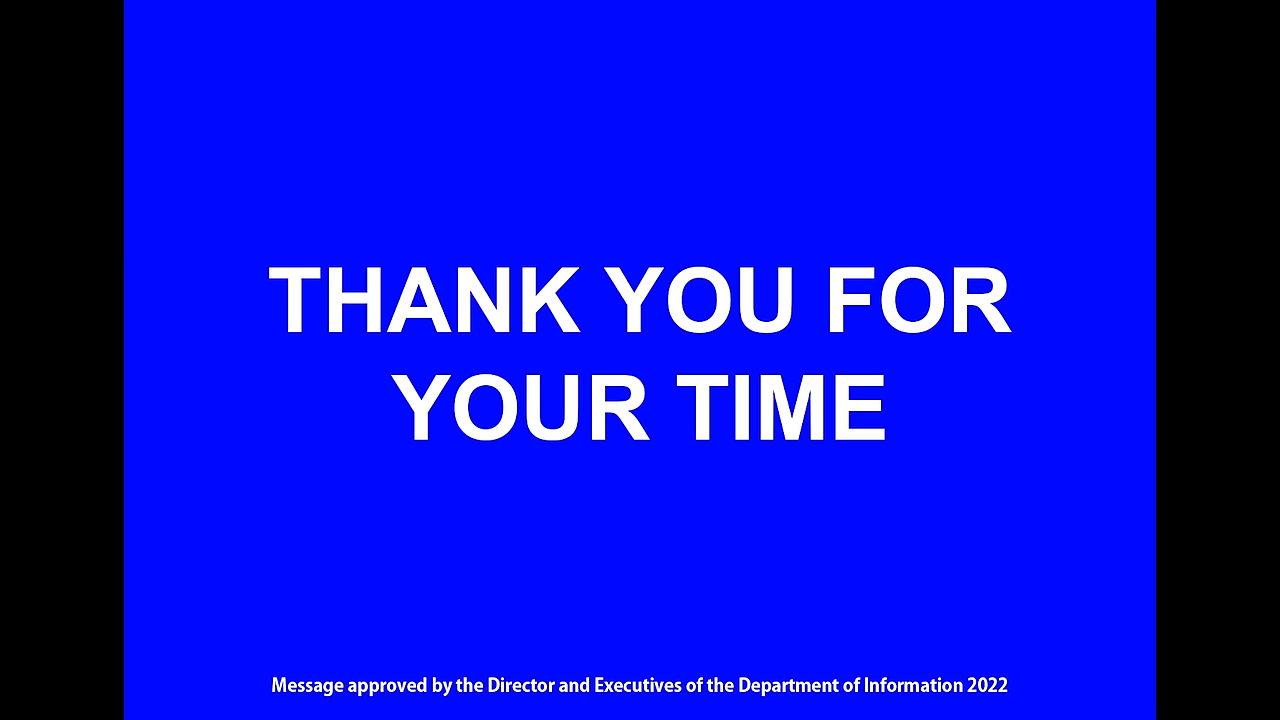 THANK YOU FOR
YOUR TIME
Message approved by the Director and Executives of the Department of Information 2022